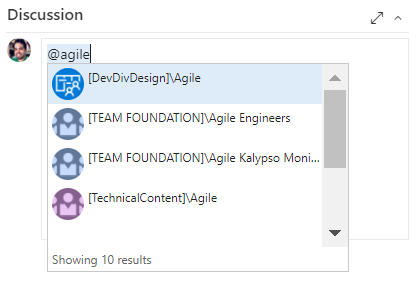 Discussion
@agile
[DevDivDesign]\Agile
[TEAM FOUNDATION]\Agile Engineers
[TEAM FOUNDATION]\Agile Kalypso Moni...
[TechnicalContent]\Agile
Showing 10 results